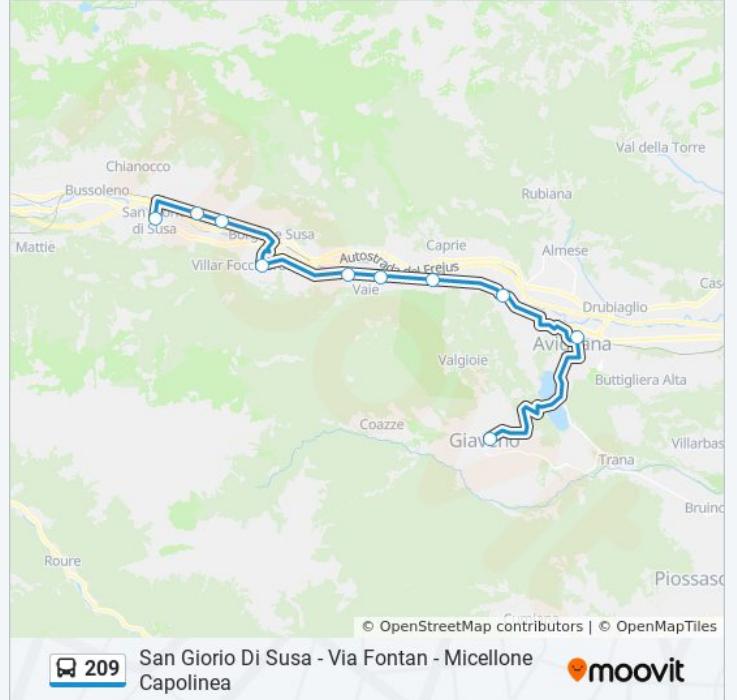 Val della Torre
Chianocco
Bussoleno
Rubiana
San Giorio
di Susa
Borgone Susa
Mattie
Caprie
Almese
Villar Focchiardo
Autostrada del Frejus
Vaie
Drubiaglio
Avigliana
Valgioie
Buttigliera Alta
Coazze
Giaveno
Villarbas
Trana
Bruino
Roure
Piossasc
© OpenStreetMap contributors | © OpenMapTiles
209
San Giorio Di Susa - Via Fontan - Micellone
Capolinea
moovit